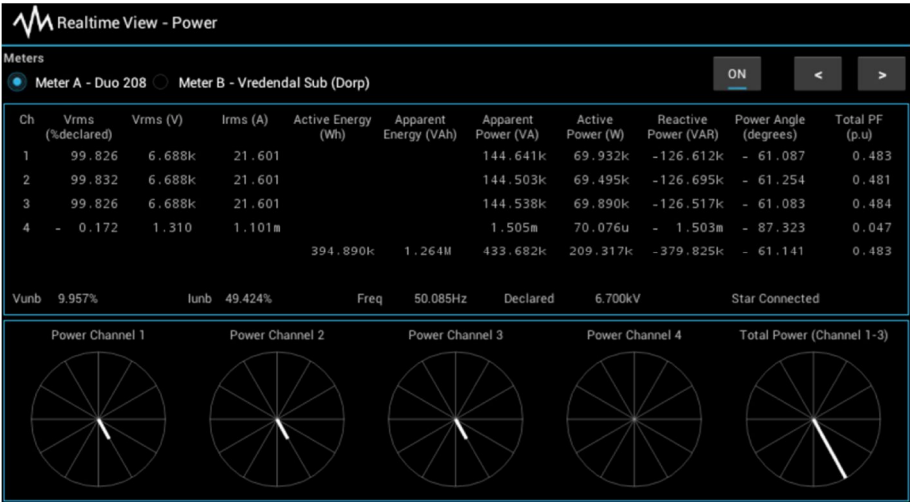 Realtime View - Power
Meters
Meter A - Duo 208 Meter B - Vredendal Sub (Dorp) ON < >
Ch Vrms (%declared) Vrms (V) Irms (A) Active Energy (Wh) Apparent Energy (VAh) Apparent Power (VA) Active Power (W) Reactive Power (VAR) Power Angle (degrees) Total PF (p.u)
1 99.826 6.688k 21.601 144.641k 69.932k -126.612k - 61.087 0.483
2 99.832 6.688k 21.601 144.503k 69.495k -126.695k - 61.254 0.481
3 99.826 6.688k 21.601 144.538k 69.890k -126.517k - 61.083 0.484
4 - 0.172 1.310 1.101m 1.505m 70.076u - 1.503m - 87.323 0.047
394.890k 1.264M 433.682k 209.317k -379.825k - 61.141 0.483
Vunb 9.957% Iunb 49.424% Freq 50.085Hz Declared 6.700kV Star Connected
Power Channel 1 Power Channel 2 Power Channel 3 Power Channel 4 Total Power (Channel 1-3)